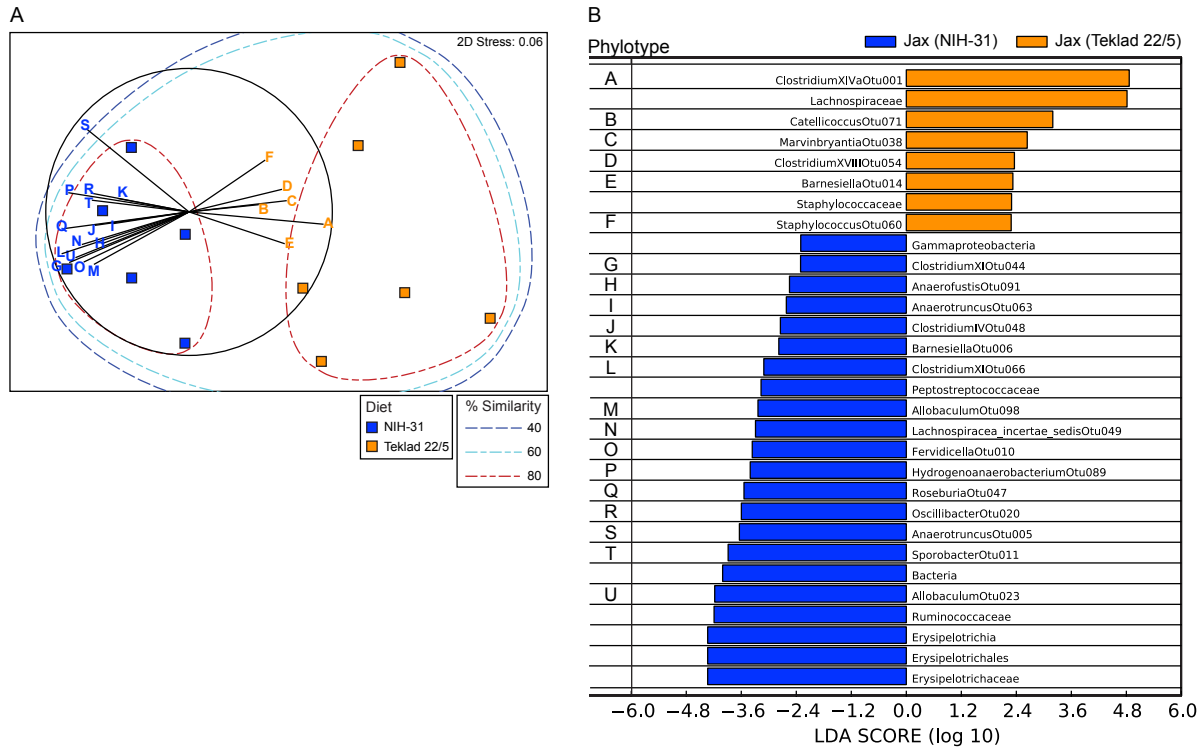 A
2D Stress: 0.06
S
F
P
R
K
D
T
C
B
Q
J
I
A
N
H
E
L
U
G
O
M
Diet
NIH-31
Teklad 22/5
% Similarity
40
60
80
B
Phylotype
Jax (NIH-31)
Jax (Teklad 22/5)
A ClostridiumXIVaOtu001
Lachnospiraceae
B CatellicoccusOtu071
C MarvinbryantiaOtu038
D ClostridiumXVIIIOtu054
E BarnesiellaOtu014
Staphylococcaceae
F StaphylococcusOtu060
Gammaproteobacteria
G ClostridiumXIOtu044
H AnaerofustisOtu091
I AnaerotruncusOtu063
J ClostridiumIVOtu048
K BarnesiellaOtu006
L ClostridiumXIOtu066
Peptostreptococcaceae
M AllobaculumOtu098
N Lachnospiracea_incertae_sedisOtu049
O FervidicellaOtu010
P HydrogenoanaerobacteriumOtu089
Q RoseburiaOtu047
R OscillibacterOtu020
S AnaerotruncusOtu005
T SporobacterOtu011
Bacteria
U AllobaculumOtu023
Ruminococcaceae
Erysipelotrichia
Erysipelotrichales
Erysipelotrichaceae
−6.0 −4.8 −3.6 −2.4 −1.2 0.0 1.2 2.4 3.6 4.8 6.0
LDA SCORE (log 10)